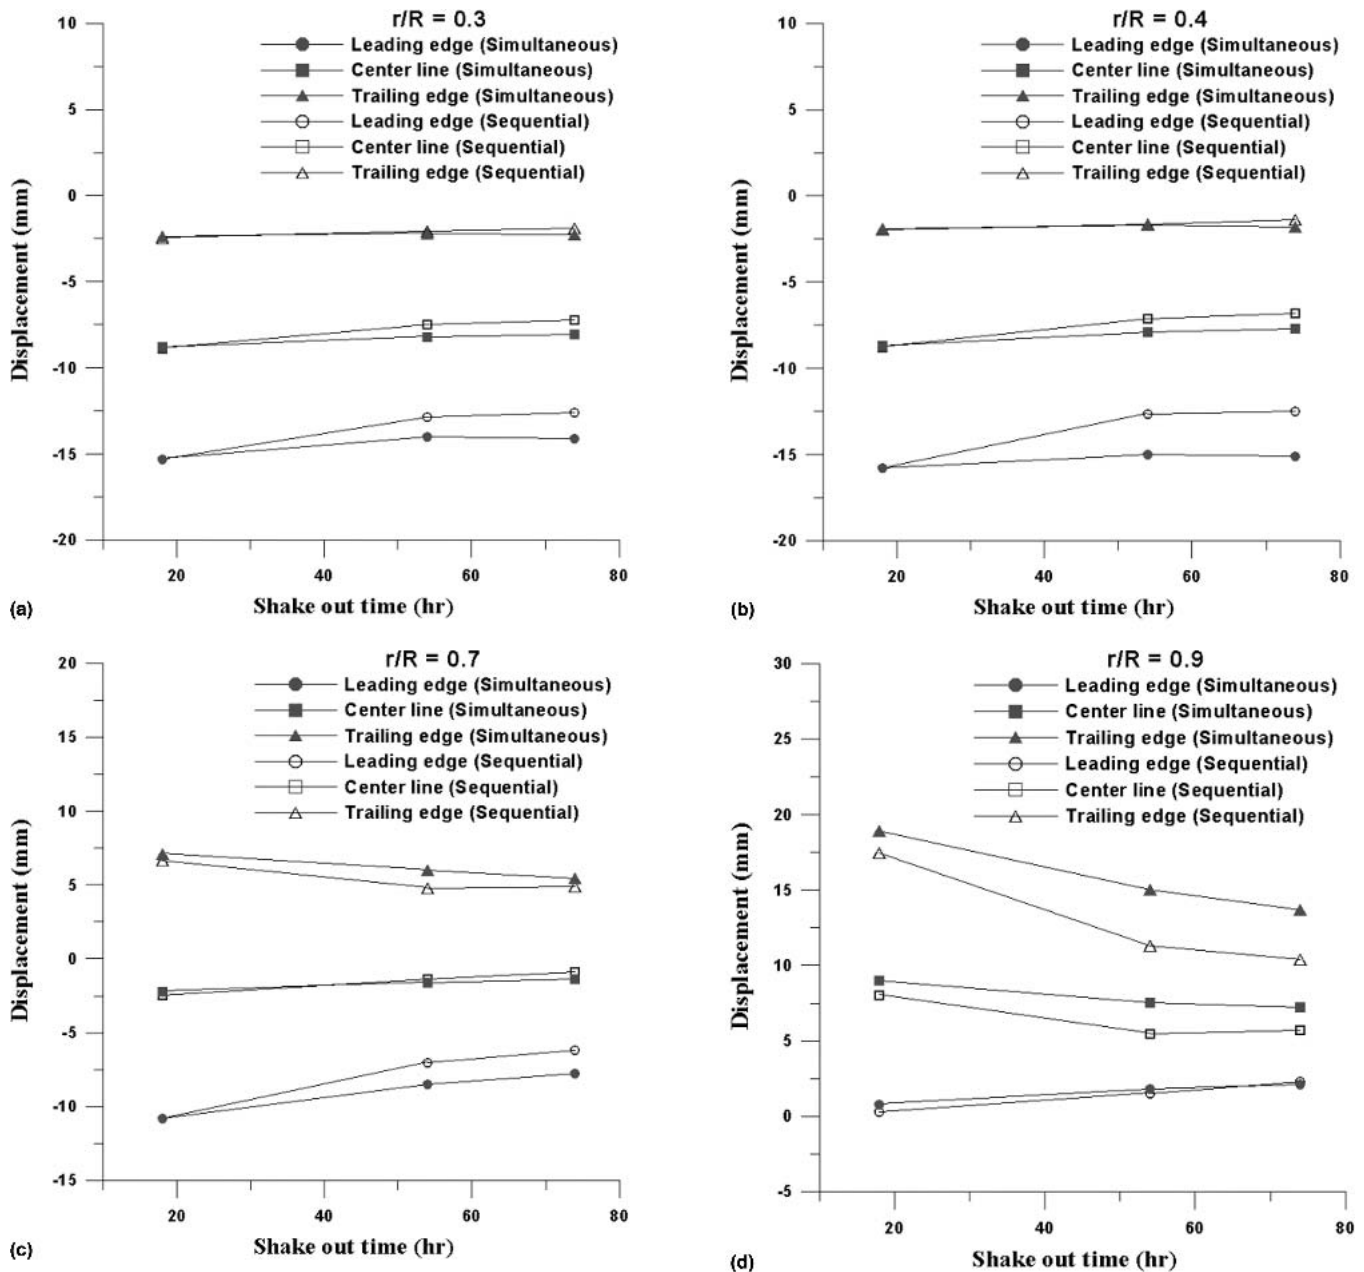 r/R = 0.3
Leading edge (Simultaneous)
Center line (Simultaneous)
Trailing edge (Simultaneous)
Leading edge (Sequential)
Center line (Sequential)
Trailing edge (Sequential)
10
5
0
-5
-10
-15
-20
Displacement (mm)
20
40
60
80
Shake out time (hr)
(a)
r/R = 0.4
Leading edge (Simultaneous)
Center line (Simultaneous)
Trailing edge (Simultaneous)
Leading edge (Sequential)
Center line (Sequential)
Trailing edge (Sequential)
10
5
0
-5
-10
-15
-20
Displacement (mm)
20
40
60
80
Shake out time (hr)
(b)
r/R = 0.7
Leading edge (Simultaneous)
Center line (Simultaneous)
Trailing edge (Simultaneous)
Leading edge (Sequential)
Center line (Sequential)
Trailing edge (Sequential)
20
15
10
5
0
-5
-10
-15
Displacement (mm)
20
40
60
80
Shake out time (hr)
(c)
r/R = 0.9
Leading edge (Simultaneous)
Center line (Simultaneous)
Trailing edge (Simultaneous)
Leading edge (Sequential)
Center line (Sequential)
Trailing edge (Sequential)
30
25
20
15
10
5
0
-5
Displacement (mm)
20
40
60
80
Shake out time (hr)
(d)